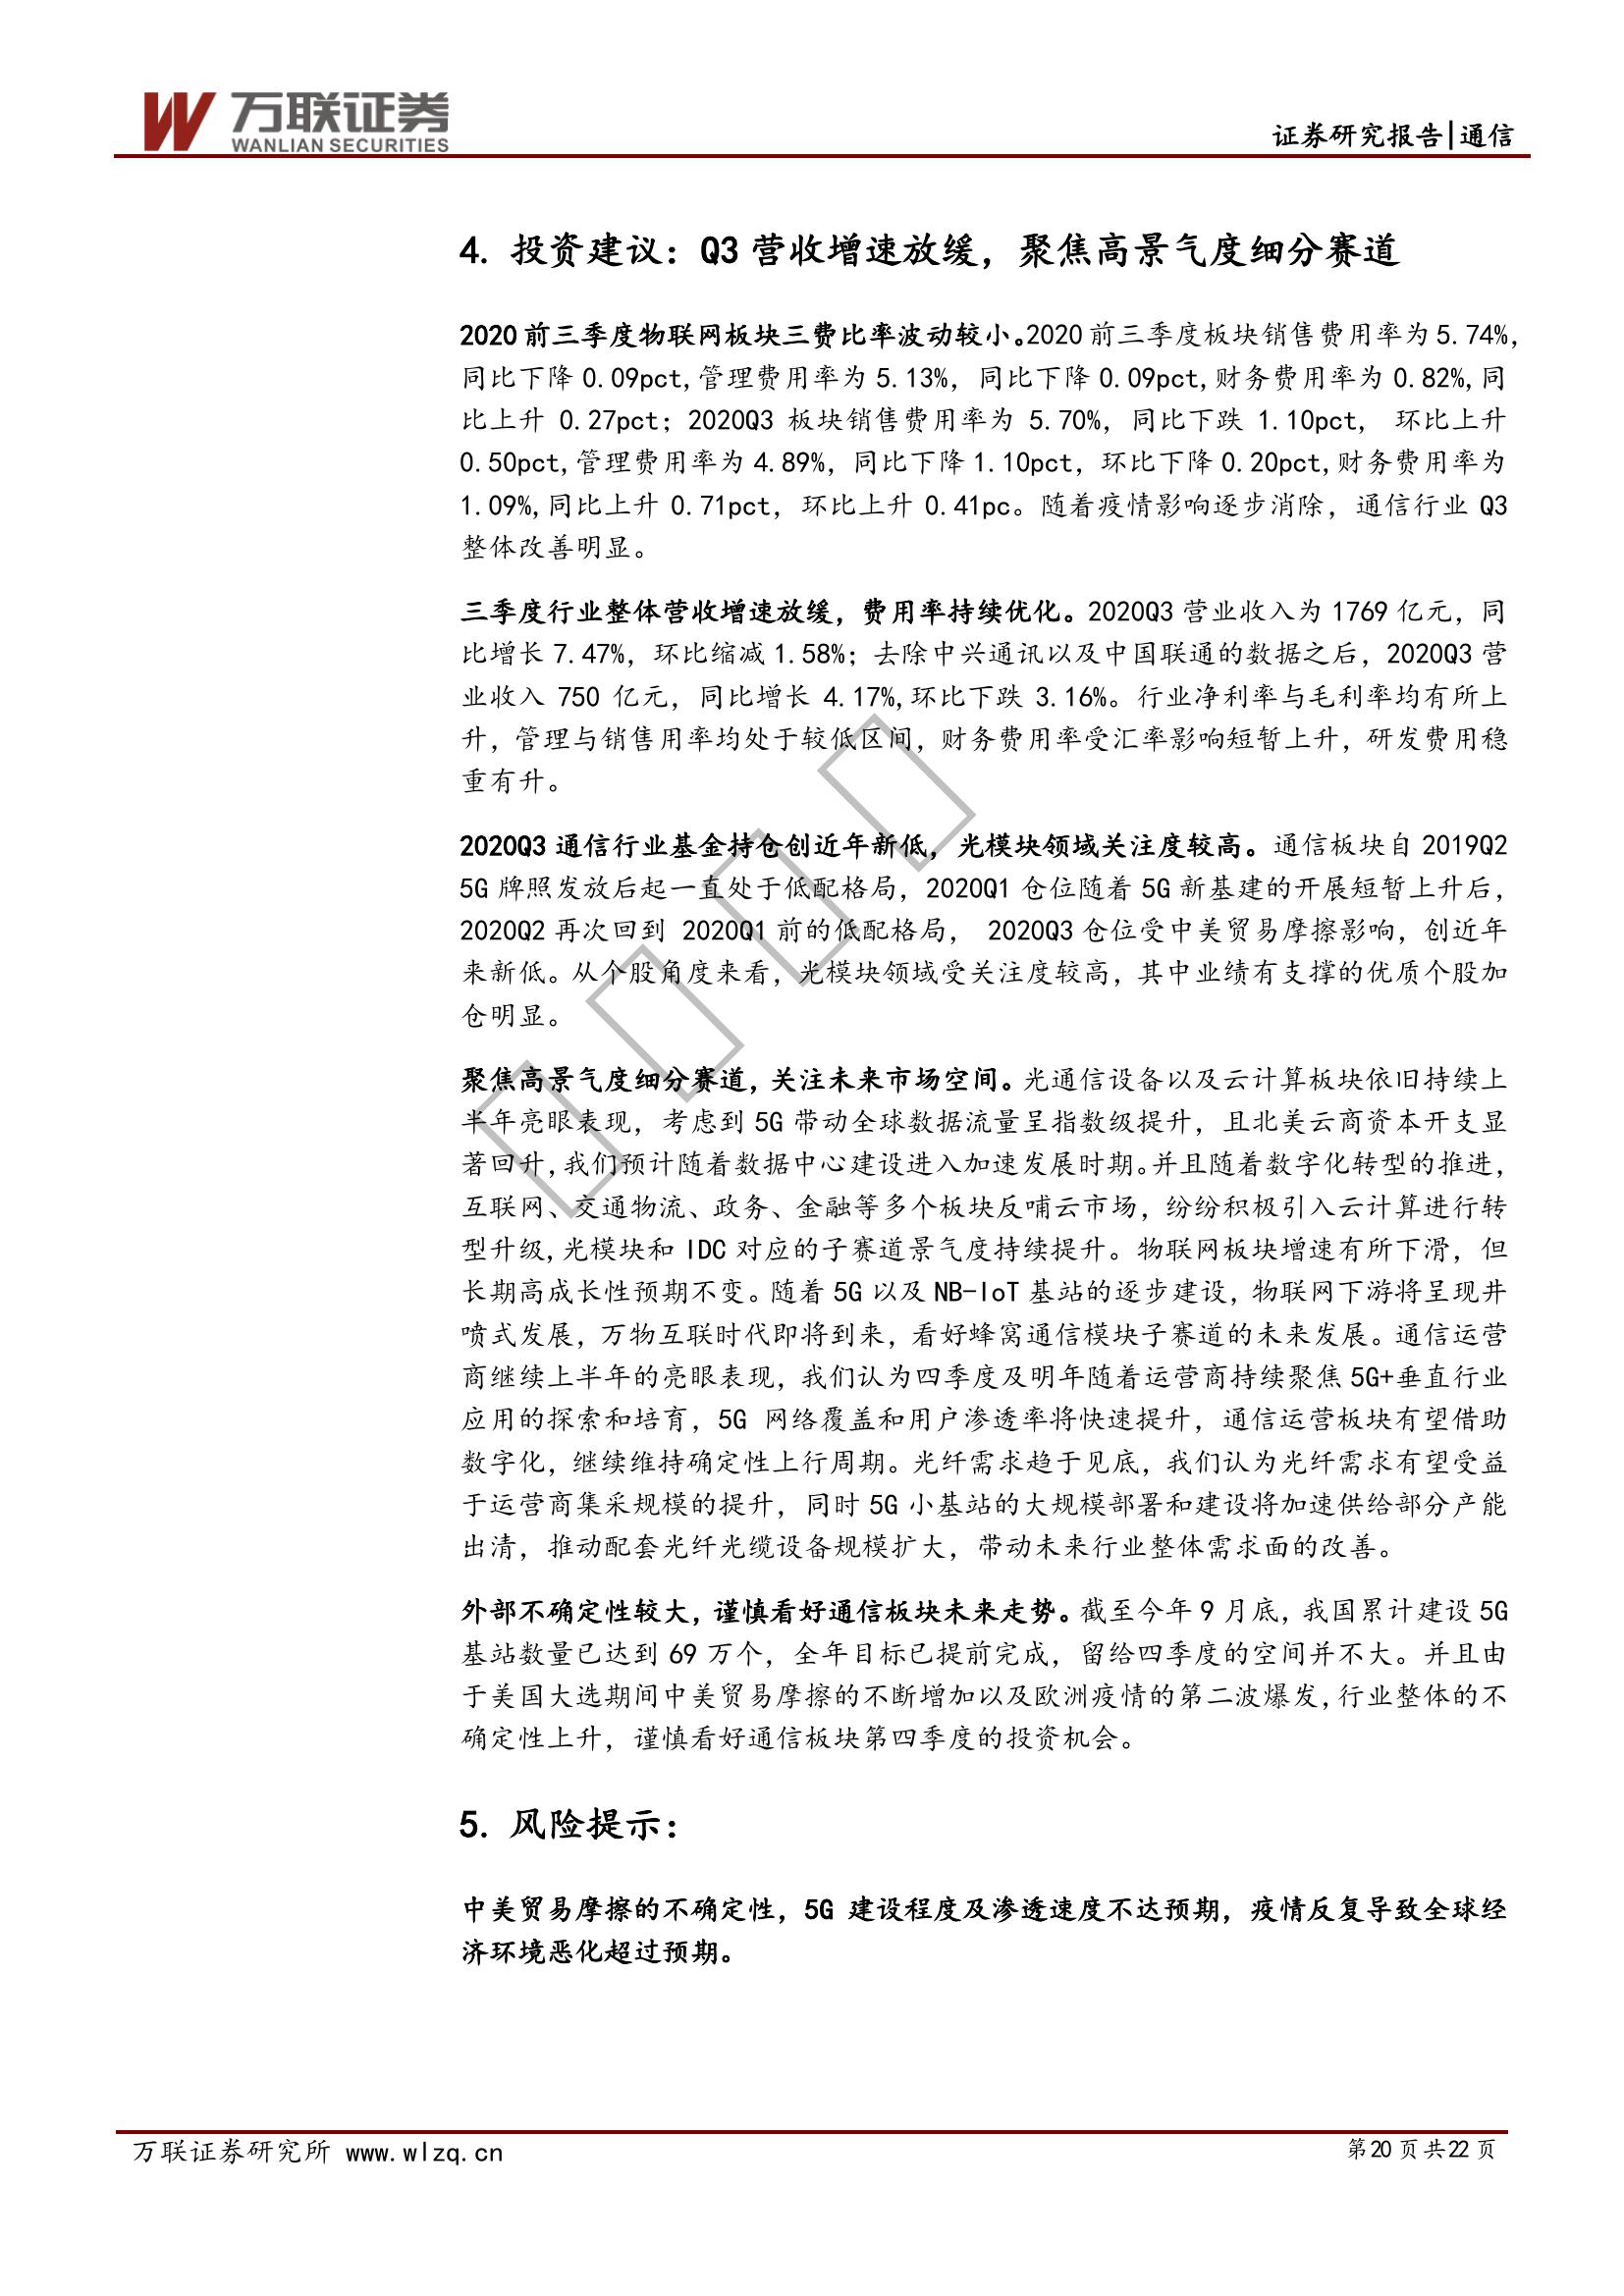 万联证券
WANLIAN SECURITIES
证券研究报告|通信
4. 投资建议：Q3 营收增速放缓，聚焦高景气度细分赛道
2020 前三季度物联网板块三费比率波动较小。2020 前三季度板块销售费用率为 5.74%，
同比下降 0.09pct,管理费用率为 5.13%，同比下降 0.09pct,财务费用率为 0.82%,同
比上升 0.27pct；2020Q3 板块销售费用率为 5.70%，同比下跌 1.10pct， 环比上升
0.50pct,管理费用率为 4.89%，同比下降 1.10pct，环比下降 0.20pct,财务费用率为
1.09%,同比上升 0.71pct，环比上升 0.41pc。随着疫情影响逐步消除，通信行业 Q3
整体改善明显。
三季度行业整体营收增速放缓，费用率持续优化。2020Q3 营业收入为 1769 亿元，同
比增长 7.47%，环比缩减 1.58%；去除中兴通讯以及中国联通的数据之后，2020Q3 营
业收入 750 亿元，同比增长 4.17%,环比下跌 3.16%。行业净利率与毛利率均有所上
升，管理与销售用率均处于较低区间，财务费用率受汇率影响短暂上升，研发费用稳
重有升。
2020Q3 通信行业基金持仓创近年新低，光模块领域关注度较高。通信板块自 2019Q2
5G 牌照发放后起一直处于低配格局，2020Q1 仓位随着 5G 新基建的开展短暂上升后，
2020Q2 再次回到 2020Q1 前的低配格局， 2020Q3 仓位受中美贸易摩擦影响，创近年
来新低。从个股角度来看，光模块领域受关注度较高，其中业绩有支撑的优质个股加
仓明显。
聚焦高景气度细分赛道，关注未来市场空间。光通信设备以及云计算板块依旧持续上
半年亮眼表现，考虑到 5G 带动全球数据流量呈指数级提升，且北美云商资本开支显
著回升,我们预计随着数据中心建设进入加速发展时期。并且随着数字化转型的推进，
互联网、交通物流、政务、金融等多个板块反哺云市场，纷纷积极引入云计算进行转
型升级,光模块和 IDC 对应的子赛道景气度持续提升。物联网板块增速有所下滑，但
长期高成长性预期不变。随着 5G 以及 NB-IoT 基站的逐步建设，物联网下游将呈现井
喷式发展，万物互联时代即将到来，看好蜂窝通信模块子赛道的未来发展。通信运营
商继续上半年的亮眼表现，我们认为四季度及明年随着运营商持续聚焦 5G+垂直行业
应用的探索和培育，5G 网络覆盖和用户渗透率将快速提升，通信运营板块有望借助
数字化，继续维持确定性上行周期。光纤需求趋于见底，我们认为光纤需求有望受益
于运营商集采规模的提升，同时 5G 小基站的大规模部署和建设将加速供给部分产能
出清，推动配套光纤光缆设备规模扩大，带动未来行业整体需求面的改善。
外部不确定性较大，谨慎看好通信板块未来走势。截至今年 9 月底，我国累计建设 5G
基站数量已达到 69 万个，全年目标已提前完成，留给四季度的空间并不大。并且由
于美国大选期间中美贸易摩擦的不断增加以及欧洲疫情的第二波爆发,行业整体的不
确定性上升，谨慎看好通信板块第四季度的投资机会。
5. 风险提示：
中美贸易摩擦的不确定性，5G 建设程度及渗透速度不达预期，疫情反复导致全球经
济环境恶化超过预期。
万联证券研究所 www.wlzq.cn
第20 页共22 页